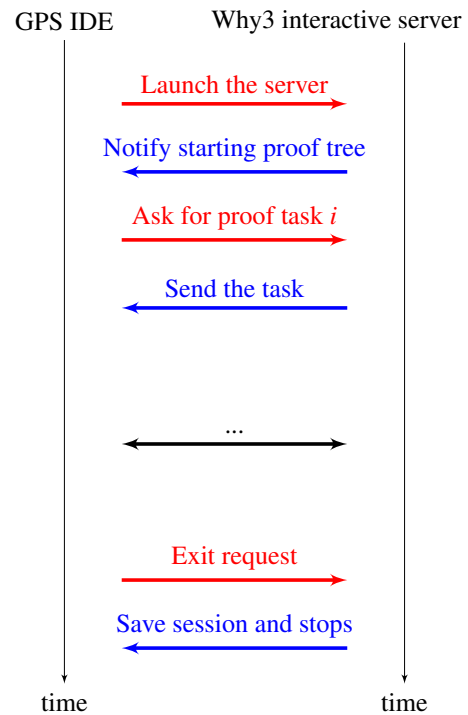 GPS IDE
Why3 interactive server
Launch the server
Notify starting proof tree
Ask for proof task i
Send the task
...
Exit request
Save session and stops
time
time